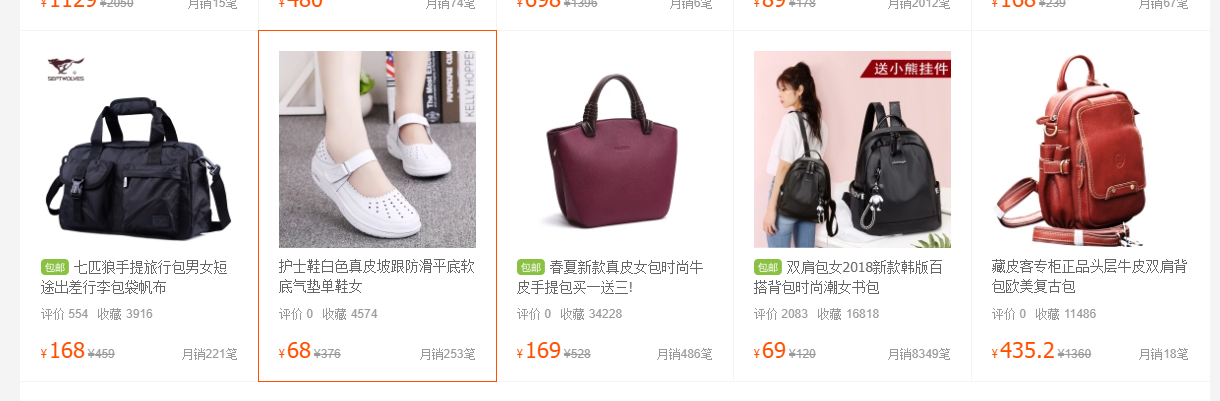 ¥1129 ¥2050 月销15笔
¥480 月销74笔
¥698 ¥1396 月销6笔
¥89 ¥178 月销2012笔
¥168 ¥239 月销67笔
SEPTWOLVES
包邮 七匹狼手提旅行包男女短
途出差行李包袋帆布
评价 554 收藏 3916
¥168 ¥459 月销221笔
KELLY HOPPEN
护士鞋白色真皮坡跟防滑平底软
底气垫单鞋女
评价 0 收藏 4574
¥68 ¥376 月销253笔
包邮 春夏新款真皮女包时尚牛
皮手提包买一送三!
评价 0 收藏 34228
¥169 ¥528 月销486笔
送小熊挂件
包邮 双肩包女2018新款韩版百
搭背包时尚潮女书包
评价 2083 收藏 16818
¥69 ¥120 月销8349笔
藏皮客专柜正品头层牛皮双肩背
包欧美复古包
评价 0 收藏 11486
¥435.2 ¥1360 月销18笔